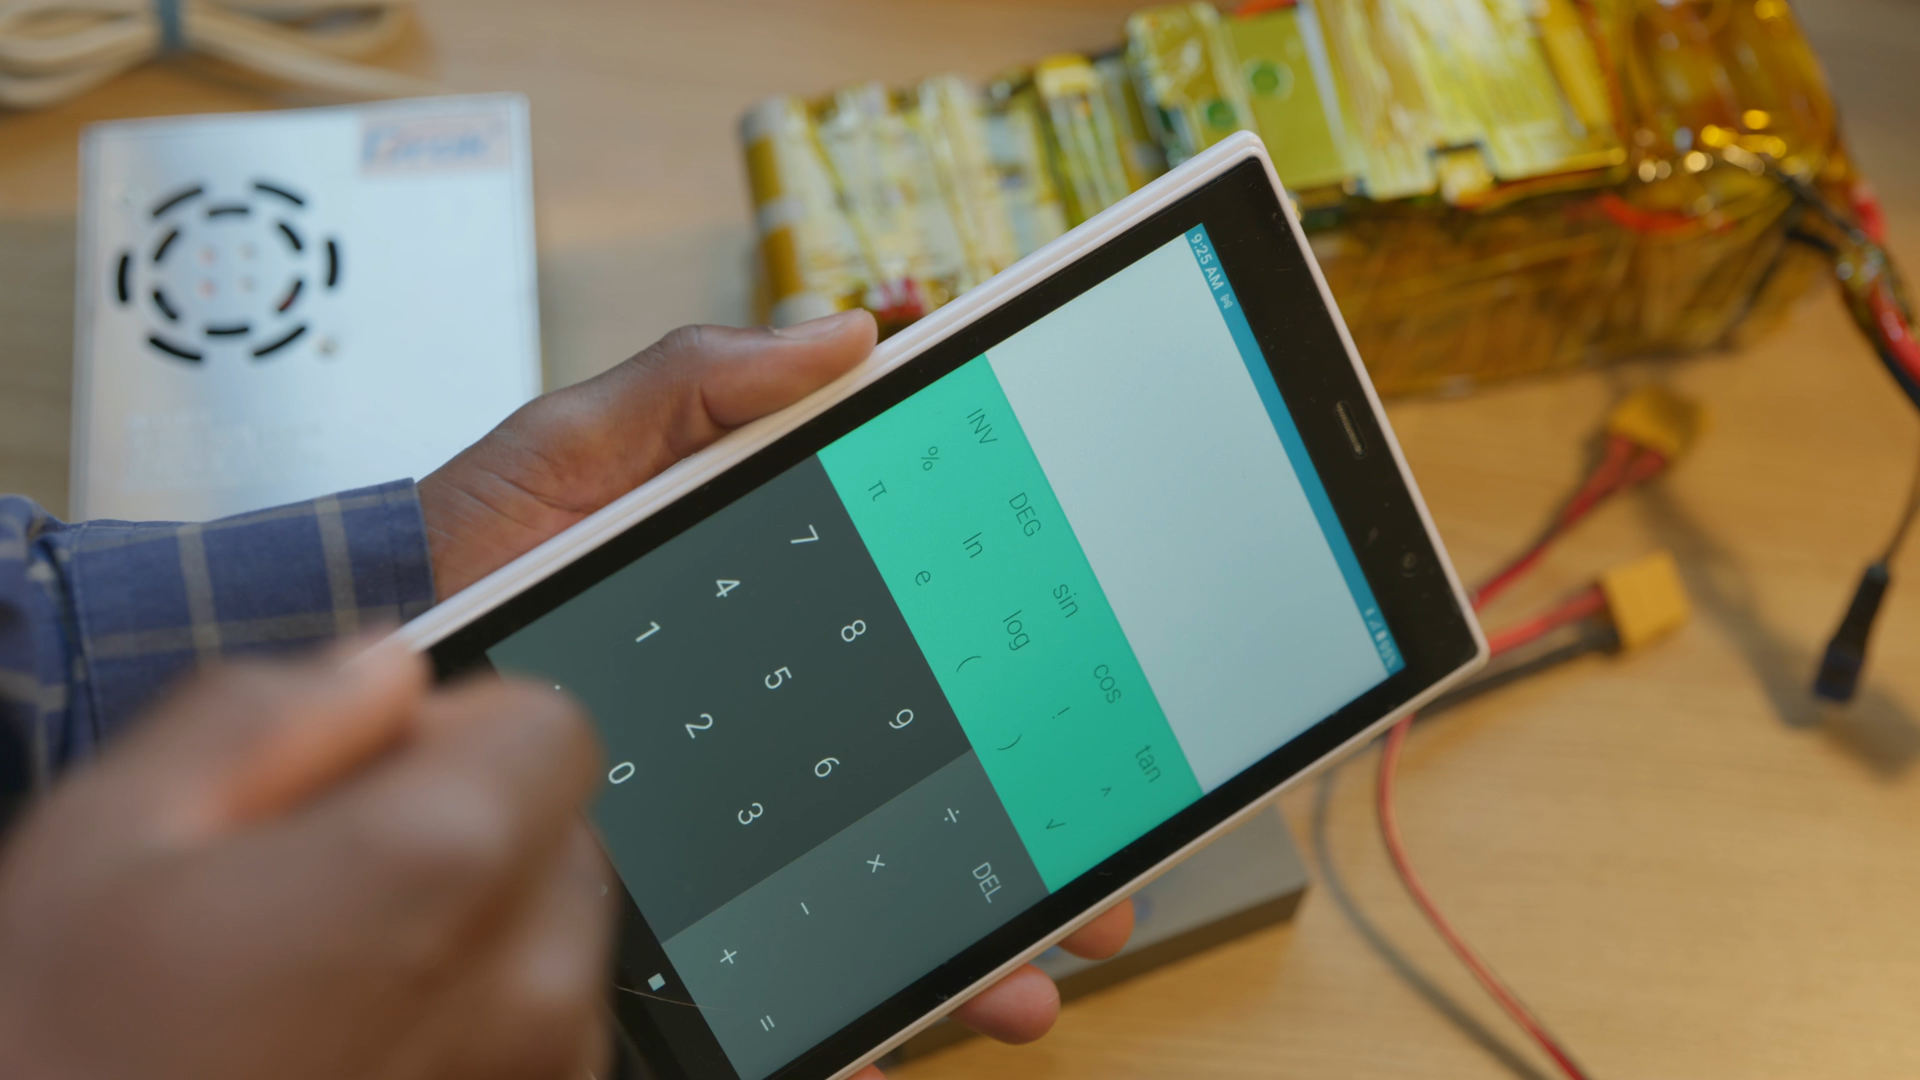 9:25 AM
INV DEG sin cos tan
% ln log ! ^
π e ( ) √
7 8 9 ÷ DEL
4 5 6 ×
1 2 3 -
. 0 +
=